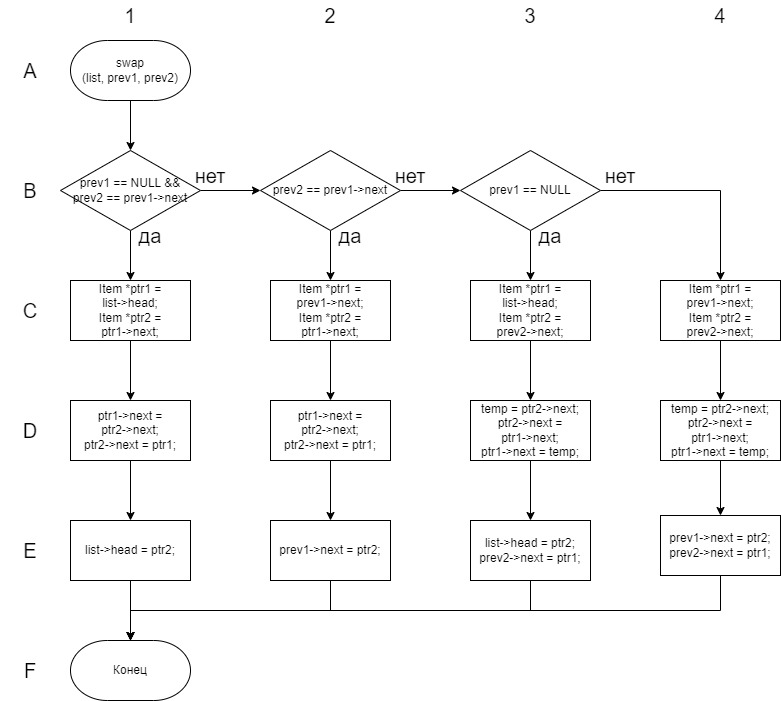 1
2
3
4
A
swap
(list, prev1, prev2)
B
prev1 == NULL &&
prev2 == prev1->next
нет
prev2 == prev1->next
нет
prev1 == NULL
нет
да
да
да
C
Item *ptr1 =
list->head;
Item *ptr2 =
ptr1->next;
Item *ptr1 =
prev1->next;
Item *ptr2 =
ptr1->next;
Item *ptr1 =
list->head;
Item *ptr2 =
prev2->next;
Item *ptr1 =
prev1->next;
Item *ptr2 =
prev2->next;
D
ptr1->next =
ptr2->next;
ptr2->next = ptr1;
ptr1->next =
ptr2->next;
ptr2->next = ptr1;
temp = ptr2->next;
ptr2->next =
ptr1->next;
ptr1->next = temp;
temp = ptr2->next;
ptr2->next =
ptr1->next;
ptr1->next = temp;
E
list->head = ptr2;
prev1->next = ptr2;
list->head = ptr2;
prev2->next = ptr1;
prev1->next = ptr2;
prev2->next = ptr1;
F
Конец